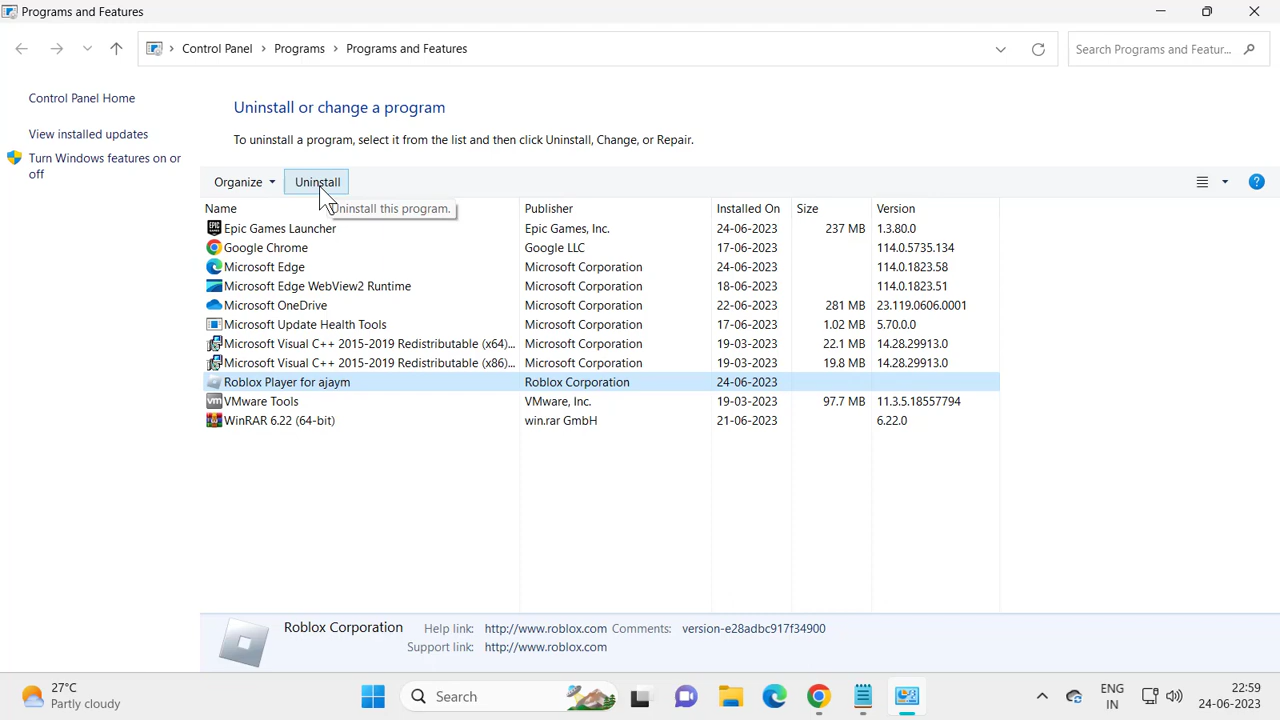 Programs and Features
Control Panel > Programs > Programs and Features
Search Programs and Featur...
Control Panel Home
View installed updates
Turn Windows features on or
off
Uninstall or change a program
To uninstall a program, select it from the list and then click Uninstall, Change, or Repair.
Organize Uninstall
Uninstall this program.
Name Publisher Installed On Size Version
Epic Games Launcher Epic Games, Inc. 24-06-2023 237 MB 1.3.80.0
Google Chrome Google LLC 17-06-2023 114.0.5735.134
Microsoft Edge Microsoft Corporation 24-06-2023 114.0.1823.58
Microsoft Edge WebView2 Runtime Microsoft Corporation 18-06-2023 114.0.1823.51
Microsoft OneDrive Microsoft Corporation 22-06-2023 281 MB 23.119.0606.0001
Microsoft Update Health Tools Microsoft Corporation 17-06-2023 1.02 MB 5.70.0.0
Microsoft Visual C++ 2015-2019 Redistributable (x64)... Microsoft Corporation 19-03-2023 22.1 MB 14.28.29913.0
Microsoft Visual C++ 2015-2019 Redistributable (x86)... Microsoft Corporation 19-03-2023 19.8 MB 14.28.29913.0
Roblox Player for ajaym Roblox Corporation 24-06-2023
vm VMware Tools VMware, Inc. 19-03-2023 97.7 MB 11.3.5.18557794
WinRAR 6.22 (64-bit) win.rar GmbH 21-06-2023 6.22.0
Roblox Corporation Help link: http://www.roblox.com Comments: version-e28adbc917f34900
Support link: http://www.roblox.com
27°C
Partly cloudy
Search
ENG
IN
22:59
24-06-2023